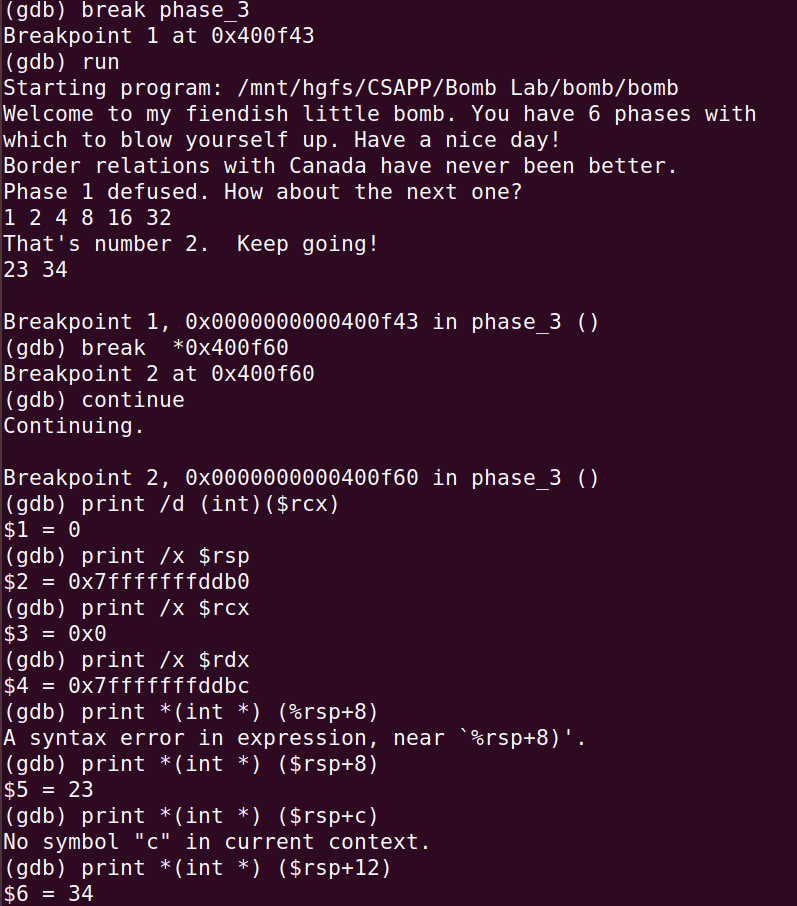 (gdb) break phase_3
Breakpoint 1 at 0x400f43
(gdb) run
Starting program: /mnt/hgfs/CSAPP/Bomb Lab/bomb/bomb
Welcome to my fiendish little bomb. You have 6 phases with
which to blow yourself up. Have a nice day!
Border relations with Canada have never been better.
Phase 1 defused. How about the next one?
1 2 4 8 16 32
That's number 2.  Keep going!
23 34

Breakpoint 1, 0x0000000000400f43 in phase_3 ()
(gdb) break  *0x400f60
Breakpoint 2 at 0x400f60
(gdb) continue
Continuing.

Breakpoint 2, 0x0000000000400f60 in phase_3 ()
(gdb) print /d (int)($rcx)
$1 = 0
(gdb) print /x $rsp
$2 = 0x7fffffffddb0
(gdb) print /x $rcx
$3 = 0x0
(gdb) print /x $rdx
$4 = 0x7fffffffddbc
(gdb) print *(int *) (%rsp+8)
A syntax error in expression, near `%rsp+8)'.
(gdb) print *(int *) ($rsp+8)
$5 = 23
(gdb) print *(int *) ($rsp+c)
No symbol "c" in current context.
(gdb) print *(int *) ($rsp+12)
$6 = 34